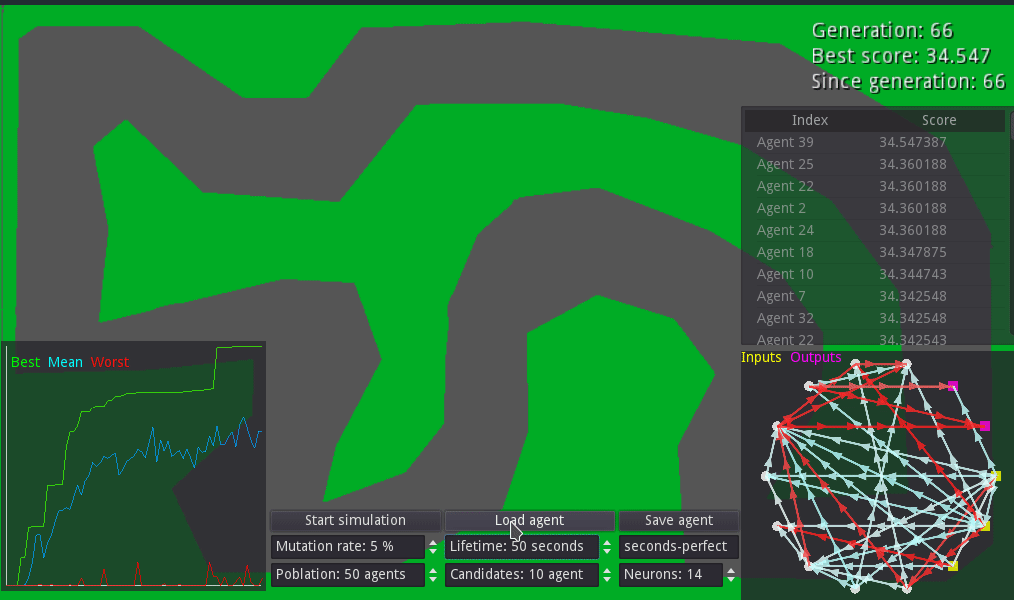 Generation: 66
Best score: 34.547
Since generation: 66
Index Score
Agent 39 34.547387
Agent 25 34.360188
Agent 22 34.360188
Agent 2 34.360188
Agent 24 34.360188
Agent 18 34.347875
Agent 10 34.344743
Agent 7 34.342548
Agent 32 34.342548
Agent 22 34.342543
Best Mean Worst
Inputs Outputs
Start simulation Load agent Save agent
Mutation rate: 5 % Lifetime: 50 seconds seconds-perfect
Poblation: 50 agents Candidates: 10 agent Neurons: 14